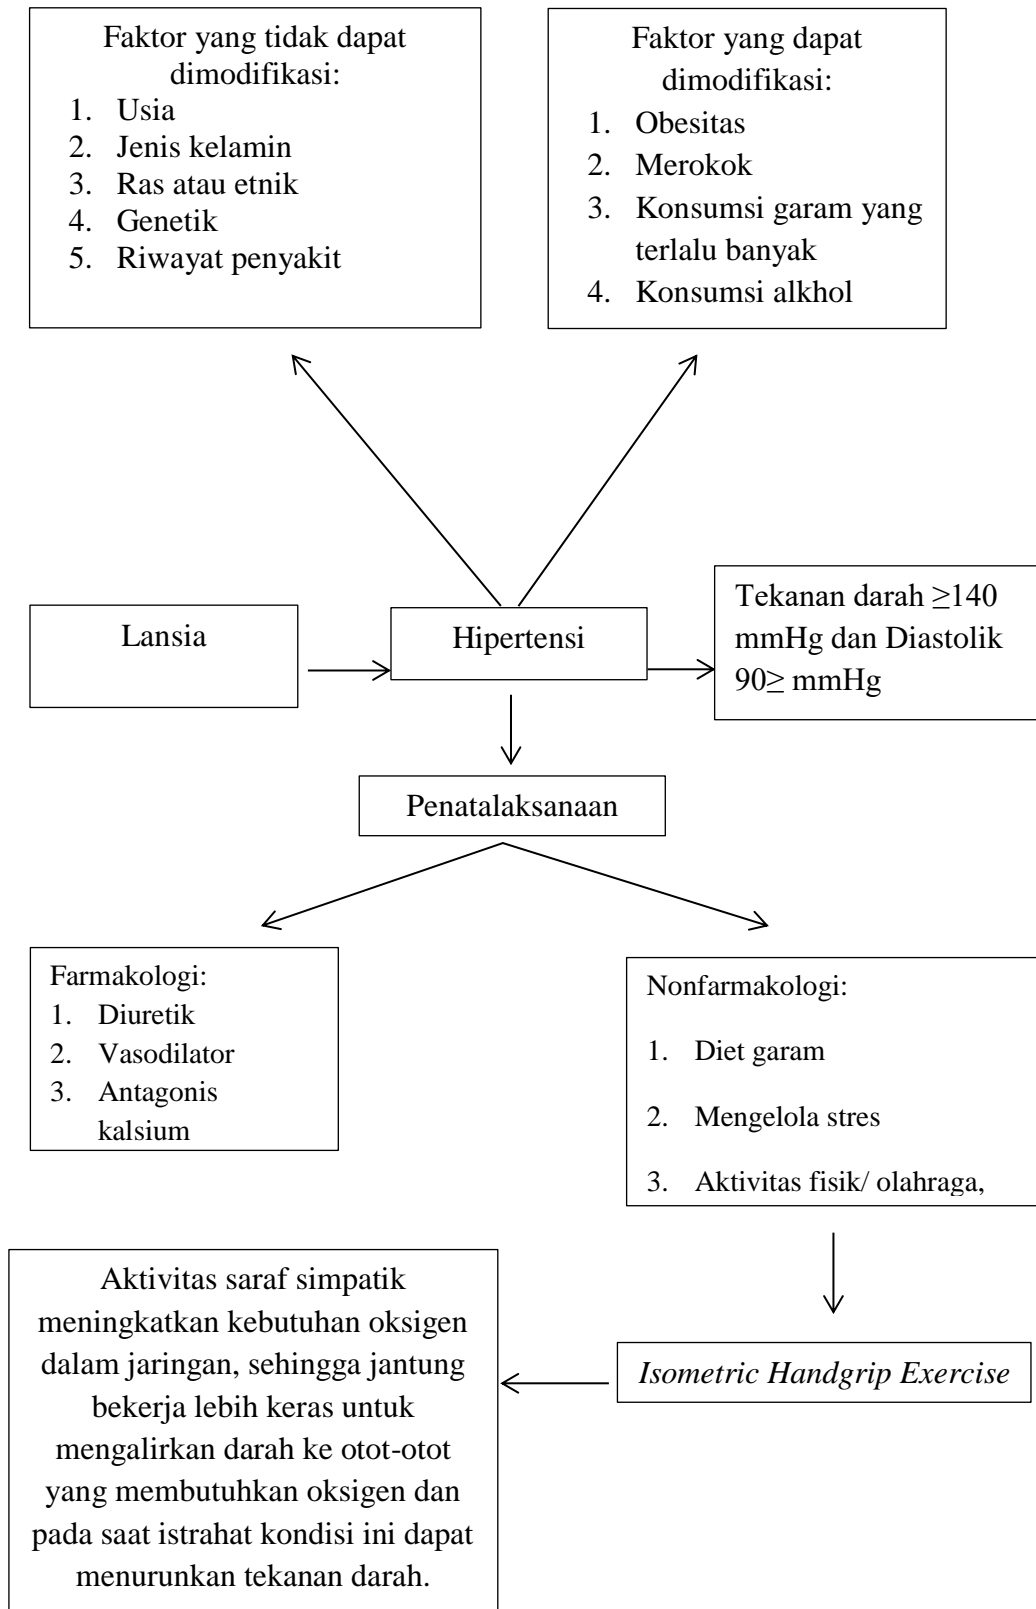 Faktor yang tidak dapat
dimodifikasi:
1. Usia
2. Jenis kelamin
3. Ras atau etnik
4. Genetik
5. Riwayat penyakit
Faktor yang dapat
dimodifikasi:
1. Obesitas
2. Merokok
3. Konsumsi garam yang
terlalu banyak
4. Konsumsi alkhol
Lansia
Hipertensi
Tekanan darah ≥140
mmHg dan Diastolik
90≥ mmHg
Penatalaksanaan
Farmakologi:
1. Diuretik
2. Vasodilator
3. Antagonis
kalsium
Nonfarmakologi:
1. Diet garam
2. Mengelola stres
3. Aktivitas fisik/ olahraga,
Isometric Handgrip Exercise
Aktivitas saraf simpatik
meningkatkan kebutuhan oksigen
dalam jaringan, sehingga jantung
bekerja lebih keras untuk
mengalirkan darah ke otot-otot
yang membutuhkan oksigen dan
pada saat istrahat kondisi ini dapat
menurunkan tekanan darah.